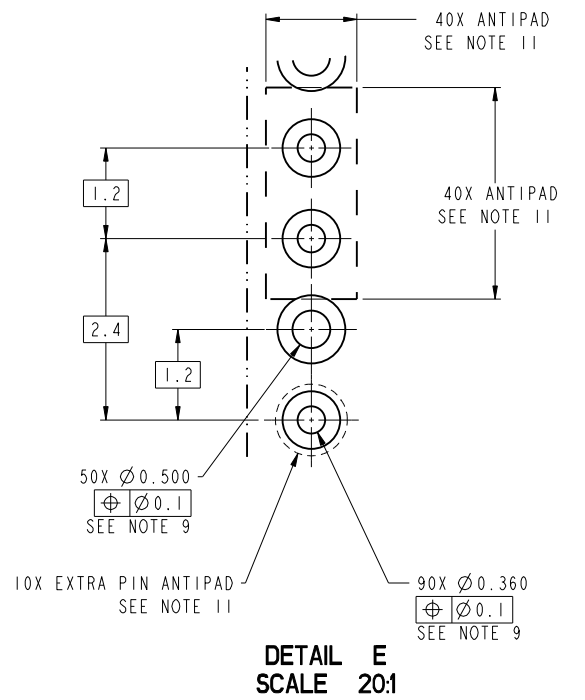 40X ANTIPAD
SEE NOTE 11
40X ANTIPAD
SEE NOTE 11
1.2
2.4
1.2
50X Ø0.500
⌖ Ø0.1
SEE NOTE 9
10X EXTRA PIN ANTIPAD
SEE NOTE 11
90X Ø0.360
⌖ Ø0.1
SEE NOTE 9
DETAIL E
SCALE 20:1